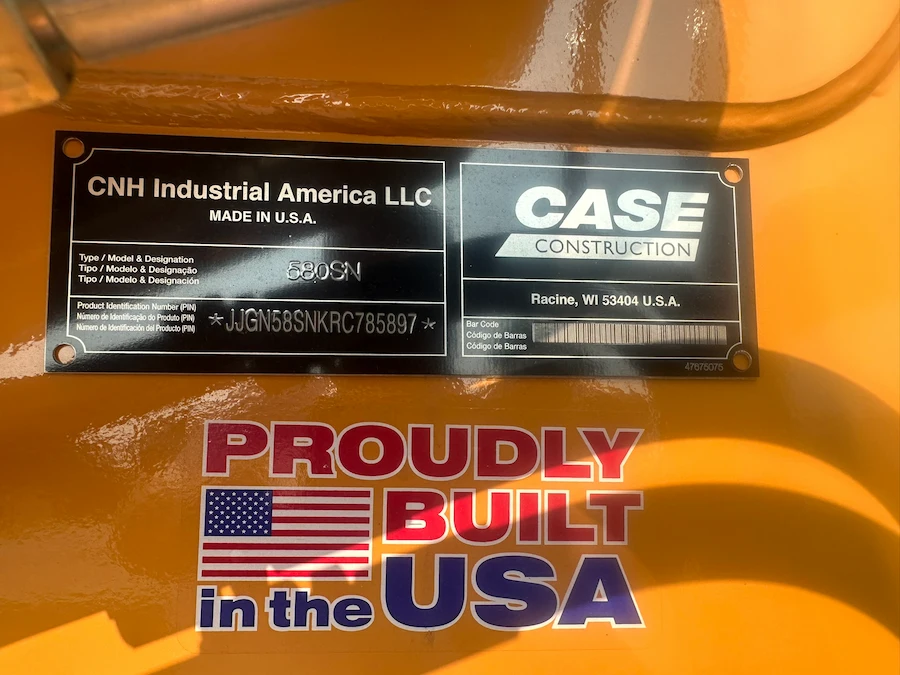 CNH Industrial America LLC
MADE IN U.S.A.
Type / Model & Designation
Tipo / Modelo & Designação
Tipo / Modelo & Designación
580SN
Product Identification Number (PIN)
Número de Identificação do Produto (PIN)
Número de Identificación del Producto (PIN)
*JJGN58SNKRC785897*
CASE
CONSTRUCTION
Racine, WI 53404 U.S.A.
Bar Code
Código de Barras
Código de Barras
47675075
PROUDLY
BUILT
in the USA